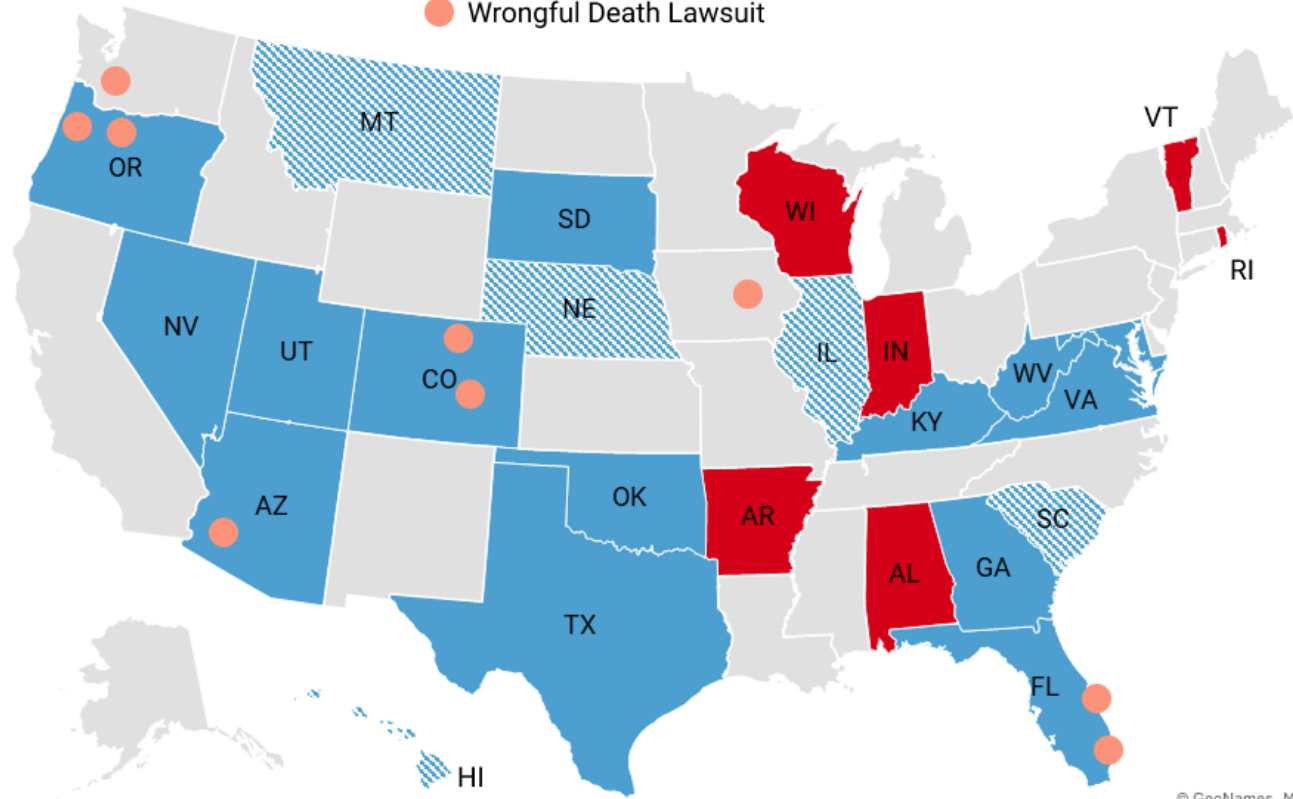 Wrongful Death Lawsuit
VT
MT
OR
WI
SD
RI
NE
NV
UT
IL
IN
CO
WV
VA
KY
OK
AZ
AR
SC
AL
GA
TX
FL
HI
© GeoNames, M